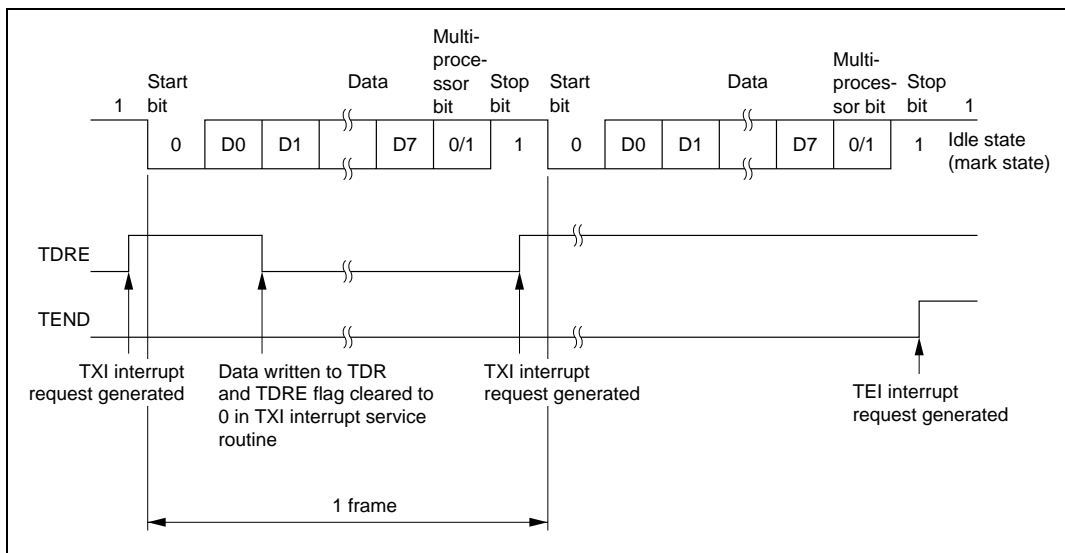 1
Start
bit
Data
Multi-
proce-
ssor
bit
Stop
bit
Start
bit
Data
Multi-
proces-
sor bit
Stop
bit
1
0
D0
D1
D7
0/1
1
0
D0
D1
D7
0/1
1
Idle state
(mark state)
TDRE
TEND
TXI interrupt
request generated
Data written to TDR
and TDRE flag cleared to
0 in TXI interrupt service
routine
TXI interrupt
request generated
TEI interrupt
request generated
1 frame